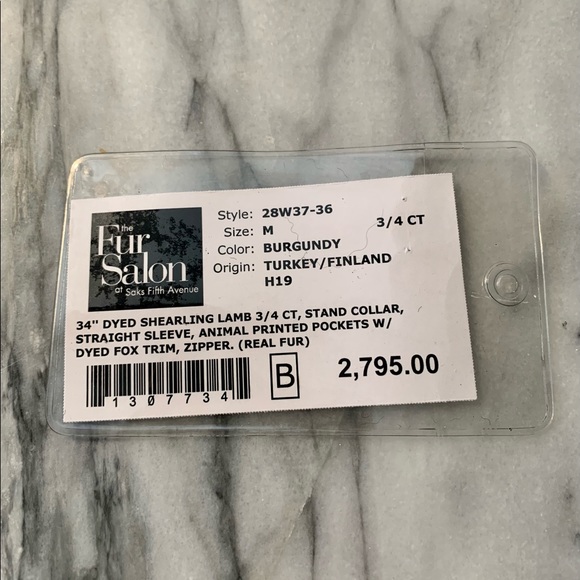 the
Fur
Salon
at Saks Fifth Avenue
Style: 28W37-36
Size: M 3/4 CT
Color: BURGUNDY
Origin: TURKEY/FINLAND
H19
34" DYED SHEARLING LAMB 3/4 CT, STAND COLLAR,
STRAIGHT SLEEVE, ANIMAL PRINTED POCKETS W/
DYED FOX TRIM, ZIPPER. (REAL FUR)
1307734 B 2,795.00